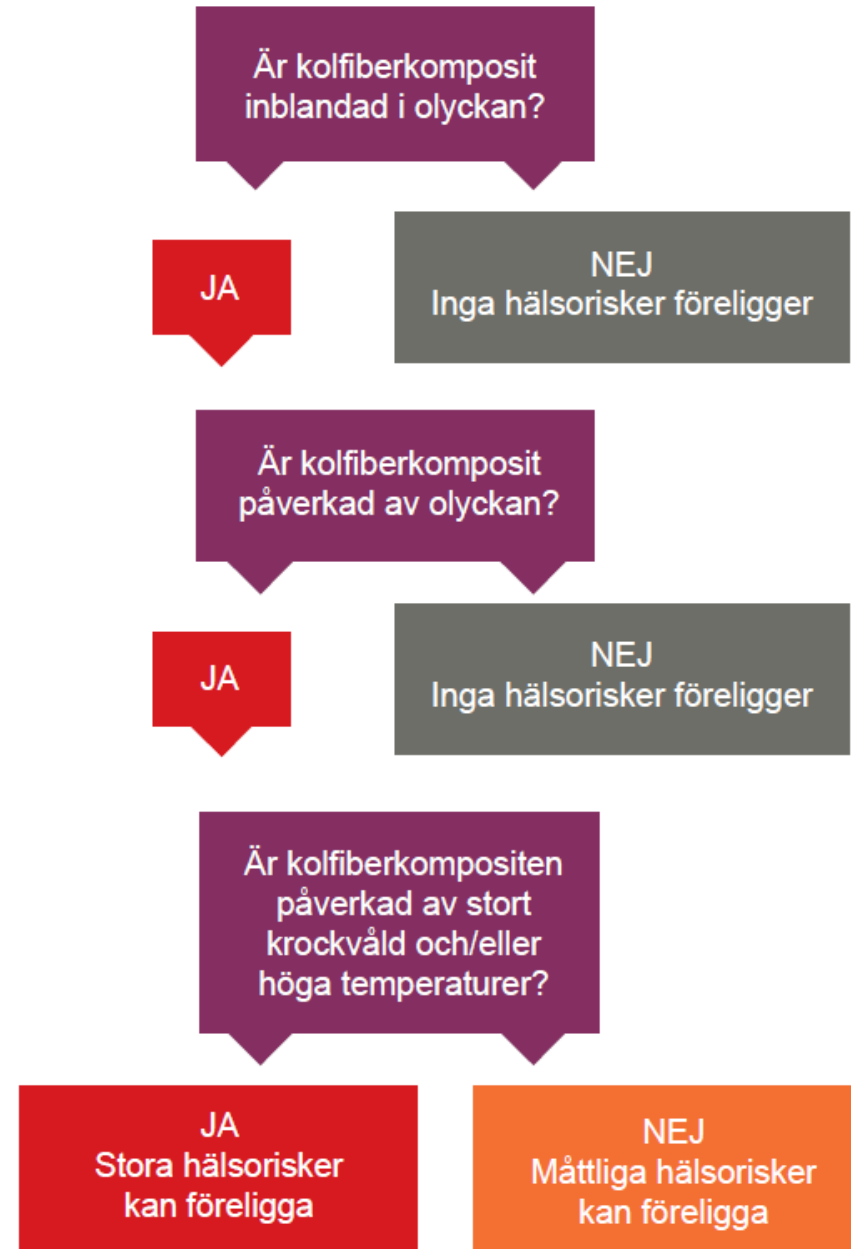 Är kolfiberkomposit
inblandad i olyckan?
JA
NEJ
Inga hälsorisker föreligger
Är kolfiberkomposit
påverkad av olyckan?
JA
NEJ
Inga hälsorisker föreligger
Är kolfiberkompositen
påverkad av stort
krockvåld och/eller
höga temperaturer?
JA
Stora hälsorisker
kan föreligga
NEJ
Måttliga hälsorisker
kan föreligga